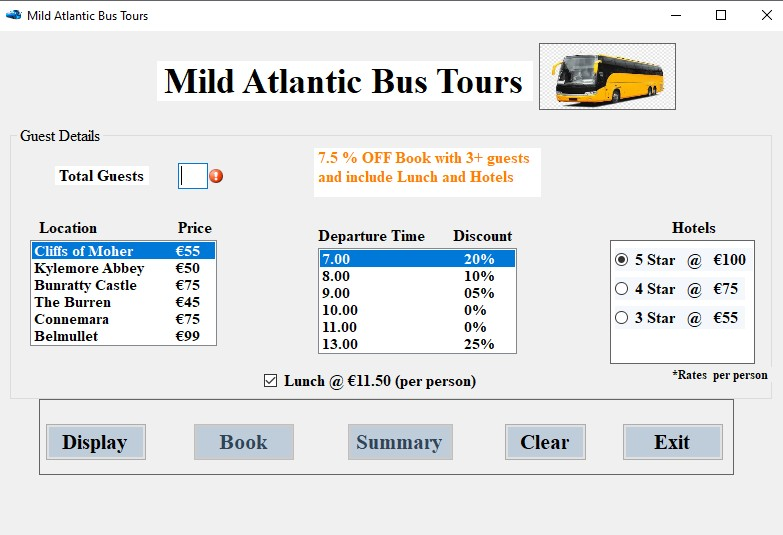 Mild Atlantic Bus Tours
Mild Atlantic Bus Tours
Guest Details
Total Guests
7.5 % OFF Book with 3+ guests
and include Lunch and Hotels
Location Price
Cliffs of Moher €55
Kylemore Abbey €50
Bunratty Castle €75
The Burren €45
Connemara €75
Belmullet €99
Departure Time Discount
7.00 20%
8.00 10%
9.00 05%
10.00 0%
11.00 0%
13.00 25%
Hotels
5 Star @ €100
4 Star @ €75
3 Star @ €55
*Rates per person
Lunch @ €11.50 (per person)
Display Book Summary Clear Exit